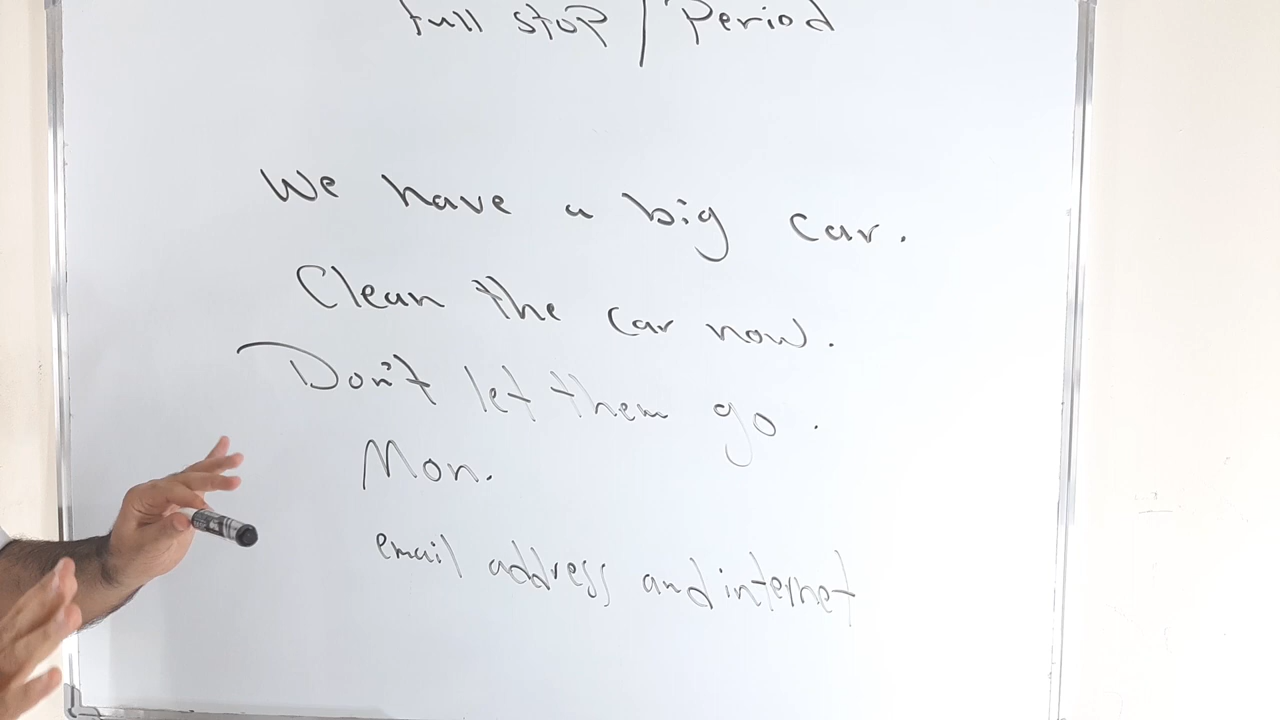 full stop / Period
We have a big car.
Clean the car now.
Don't let them go.
Mon.
email address and internet